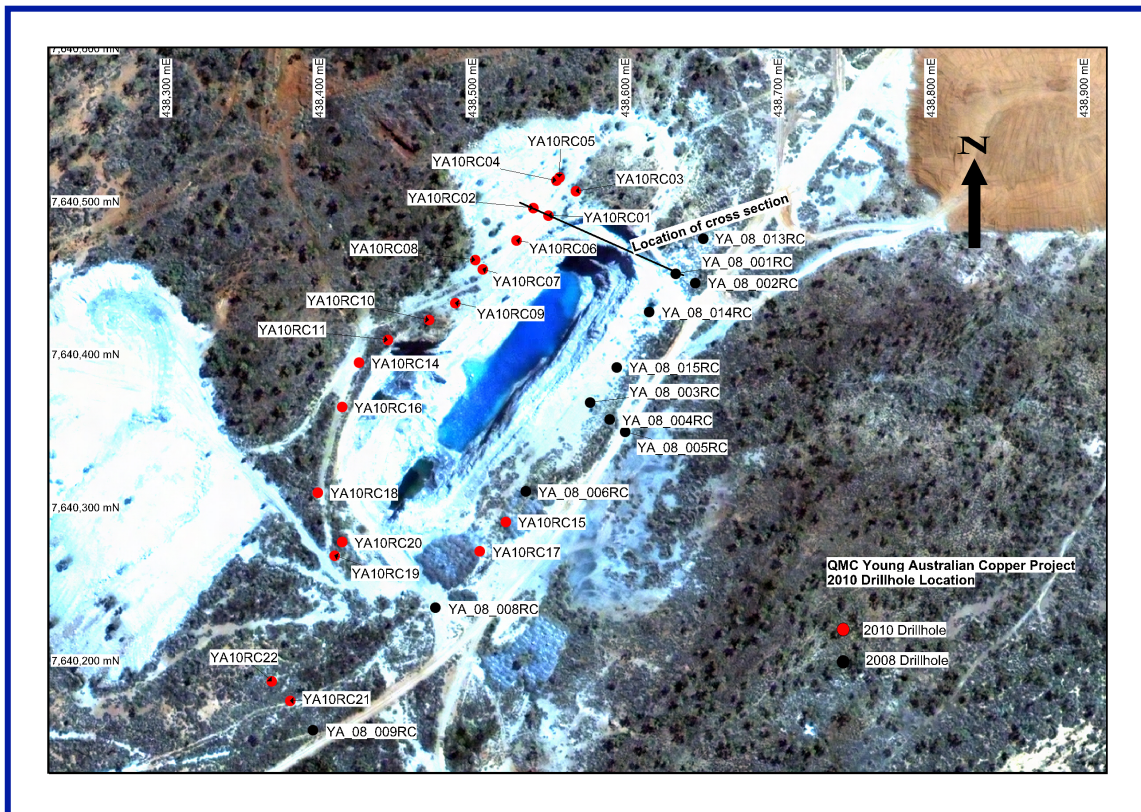 7,640,600 mN
438,300 mE
438,400 mE
438,500 mE
438,600 mE
438,700 mE
438,800 mE
438,900 mE
N
YA10RC05
YA10RC04
YA10RC03
YA10RC02
7,640,500 mN
YA10RC01
Location of cross section
YA_08_013RC
YA10RC08
YA10RC06
YA_08_001RC
YA10RC07
YA_08_002RC
YA10RC10
YA10RC09
YA_08_014RC
YA10RC11
7,640,400 mN
YA10RC14
YA_08_015RC
YA_08_003RC
YA10RC16
YA_08_004RC
YA_08_005RC
YA10RC18
YA_08_006RC
7,640,300 mN
YA10RC15
YA10RC20
YA10RC17
YA10RC19
QMC Young Australian Copper Project
2010 Drillhole Location
YA_08_008RC
2010 Drillhole
7,640,200 mN
2008 Drillhole
YA10RC22
YA10RC21
YA_08_009RC